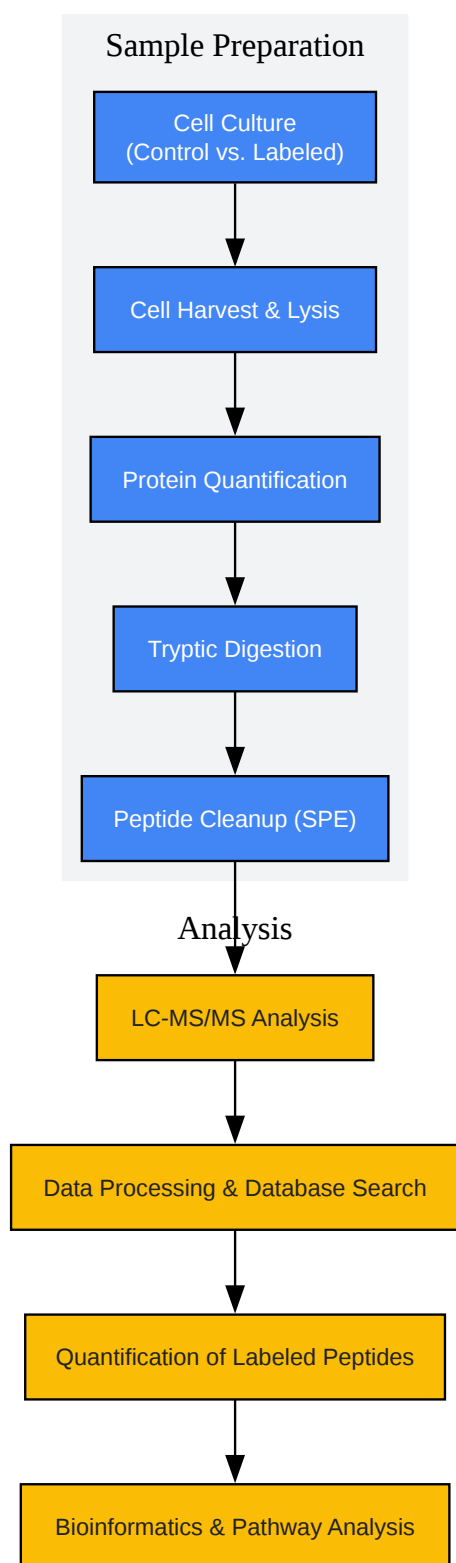 Sample Preparation
Cell Culture
(Control vs. Labeled)
Cell Harvest & Lysis
Protein Quantification
Tryptic Digestion
Peptide Cleanup (SPE)
Analysis
LC-MS/MS Analysis
Data Processing & Database Search
Quantification of Labeled Peptides
Bioinformatics & Pathway Analysis